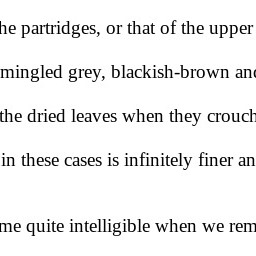 he partridges, or that of the upper
mingled grey, blackish-brown and
the dried leaves when they crouch
in these cases is infinitely finer an
me quite intelligible when we rem